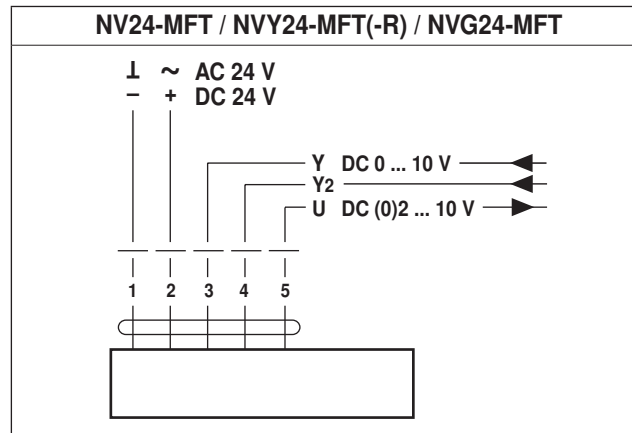 NV24-MFT / NVY24-MFT(-R) / NVG24-MFT
⊥ ~ AC 24 V
− + DC 24 V
Y DC 0 ... 10 V
Y2
U DC (0)2 ... 10 V
1 2 3 4 5